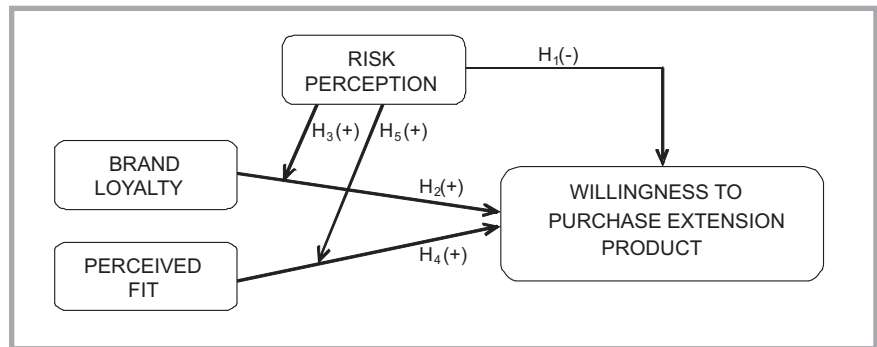 RISK
PERCEPTION
H₁(-)
H₃(+)
H₅(+)
BRAND
LOYALTY
H₂(+)
WILLINGNESS TO
PURCHASE EXTENSION
PRODUCT
PERCEIVED
FIT
H₄(+)